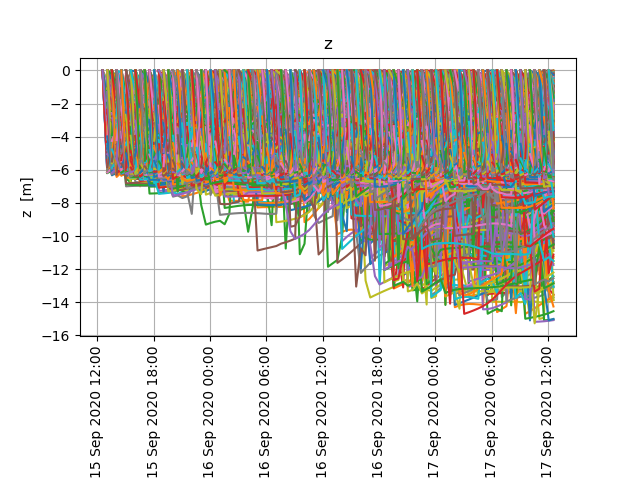 z
0
−2
−4
−6
−8
−10
−12
−14
−16
z [m]
15 Sep 2020 12:00
15 Sep 2020 18:00
16 Sep 2020 00:00
16 Sep 2020 06:00
16 Sep 2020 12:00
16 Sep 2020 18:00
17 Sep 2020 00:00
17 Sep 2020 06:00
17 Sep 2020 12:00